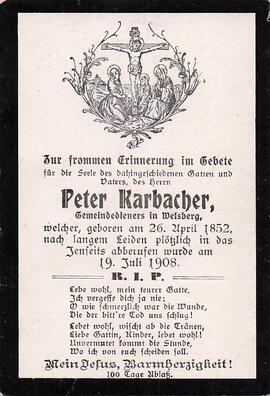 Zur frommen Erinnerung im Gebete
für die Seele des dahingeschiedenen Gatten und
Vaters, des Herrn
Peter Karbacher,
Gemeindedieners in Welsberg,
welcher, geboren am 26. April 1852,
nach langem Leiden plötzlich in das
Jenseits abberufen wurde am
19. Juli 1908.
R. I. P.
Lebe wohl, mein teurer Gatte,
Ich vergesse dich ja nie;
O wie schmerzlich war die Wunde,
Die der bitt're Tod uns schlug!
Lebet wohl, wischt ab die Tränen,
Liebe Gattin, Kinder, lebet wohl!
Unvermutet kommt die Stunde,
Wo ich von euch scheiden soll.
Mein Jesus, Barmherzigkeit!
100 Tage Ablaß.